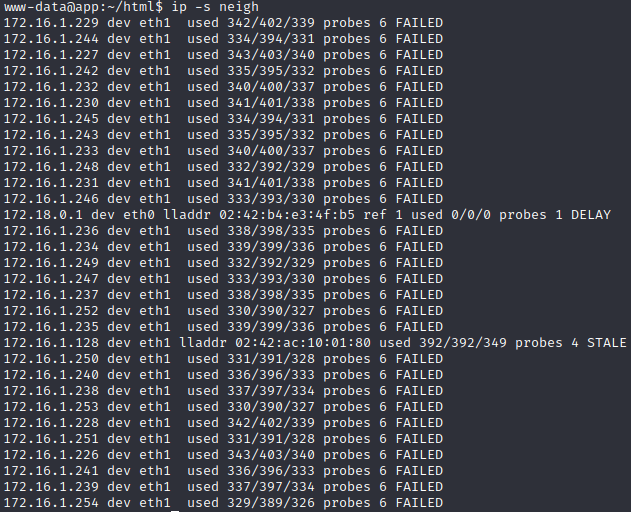 www-data@app:~/html$ ip -s neigh
172.16.1.229 dev eth1  used 342/402/339 probes 6 FAILED
172.16.1.244 dev eth1  used 334/394/331 probes 6 FAILED
172.16.1.227 dev eth1  used 343/403/340 probes 6 FAILED
172.16.1.242 dev eth1  used 335/395/332 probes 6 FAILED
172.16.1.232 dev eth1  used 340/400/337 probes 6 FAILED
172.16.1.230 dev eth1  used 341/401/338 probes 6 FAILED
172.16.1.245 dev eth1  used 334/394/331 probes 6 FAILED
172.16.1.243 dev eth1  used 335/395/332 probes 6 FAILED
172.16.1.233 dev eth1  used 340/400/337 probes 6 FAILED
172.16.1.248 dev eth1  used 332/392/329 probes 6 FAILED
172.16.1.231 dev eth1  used 341/401/338 probes 6 FAILED
172.16.1.246 dev eth1  used 333/393/330 probes 6 FAILED
172.18.0.1 dev eth0 lladdr 02:42:b4:e3:4f:b5 ref 1 used 0/0/0 probes 1 DELAY
172.16.1.236 dev eth1  used 338/398/335 probes 6 FAILED
172.16.1.234 dev eth1  used 339/399/336 probes 6 FAILED
172.16.1.249 dev eth1  used 332/392/329 probes 6 FAILED
172.16.1.247 dev eth1  used 333/393/330 probes 6 FAILED
172.16.1.237 dev eth1  used 338/398/335 probes 6 FAILED
172.16.1.252 dev eth1  used 330/390/327 probes 6 FAILED
172.16.1.235 dev eth1  used 339/399/336 probes 6 FAILED
172.16.1.128 dev eth1 lladdr 02:42:ac:10:01:80 used 392/392/349 probes 4 STALE
172.16.1.250 dev eth1  used 331/391/328 probes 6 FAILED
172.16.1.240 dev eth1  used 336/396/333 probes 6 FAILED
172.16.1.238 dev eth1  used 337/397/334 probes 6 FAILED
172.16.1.253 dev eth1  used 330/390/327 probes 6 FAILED
172.16.1.228 dev eth1  used 342/402/339 probes 6 FAILED
172.16.1.251 dev eth1  used 331/391/328 probes 6 FAILED
172.16.1.226 dev eth1  used 343/403/340 probes 6 FAILED
172.16.1.241 dev eth1  used 336/396/333 probes 6 FAILED
172.16.1.239 dev eth1  used 337/397/334 probes 6 FAILED
172.16.1.254 dev eth1  used 329/389/326 probes 6 FAILED